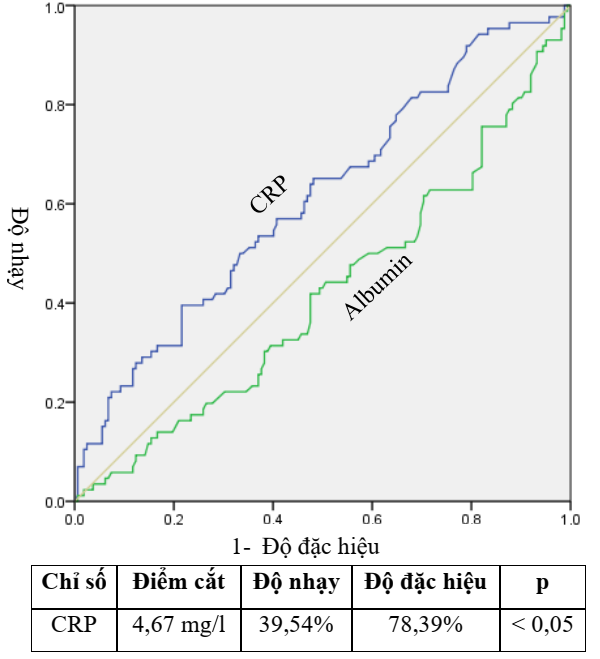 1.0
0.8
0.6
0.4
0.2
0.0
Độ nhạy
CRP
Albumin
0.0 0.2 0.4 0.6 0.8 1.0
1- Độ đặc hiệu
Chỉ số Điểm cắt Độ nhạy Độ đặc hiệu p
CRP 4,67 mg/l 39,54% 78,39% < 0,05